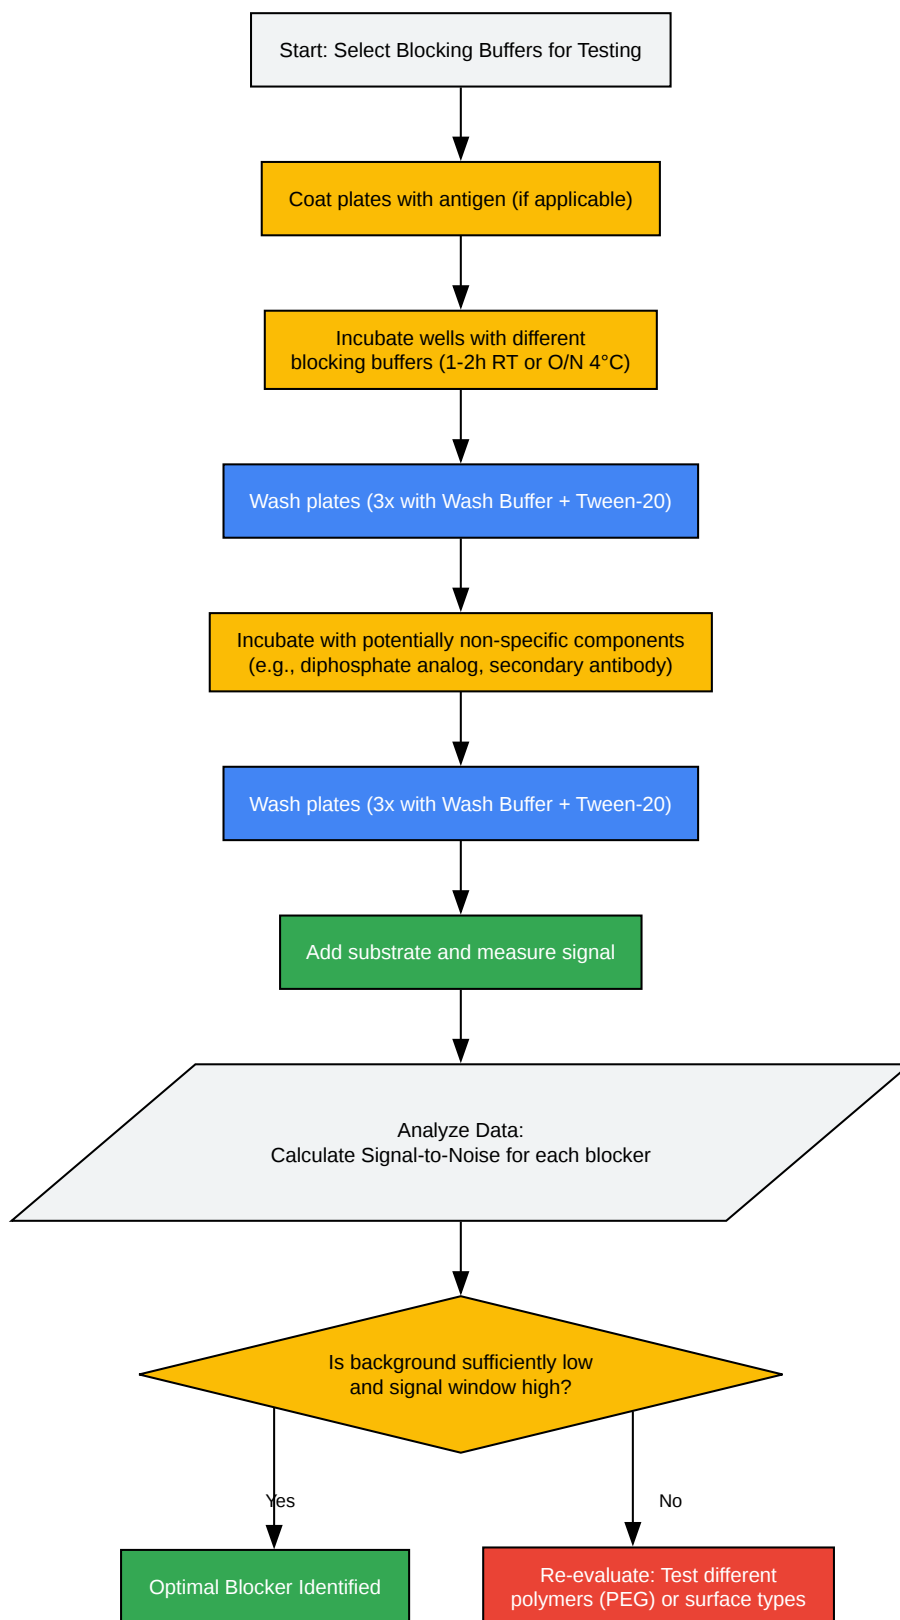 Start: Select Blocking Buffers for Testing
Coat plates with antigen (if applicable)
Incubate wells with different
blocking buffers (1-2h RT or O/N 4°C)
Wash plates (3x with Wash Buffer + Tween-20)
Incubate with potentially non-specific components
(e.g., diphosphate analog, secondary antibody)
Wash plates (3x with Wash Buffer + Tween-20)
Add substrate and measure signal
Analyze Data:
Calculate Signal-to-Noise for each blocker
Is background sufficiently low
and signal window high?
Yes
No
Optimal Blocker Identified
Re-evaluate: Test different
polymers (PEG) or surface types